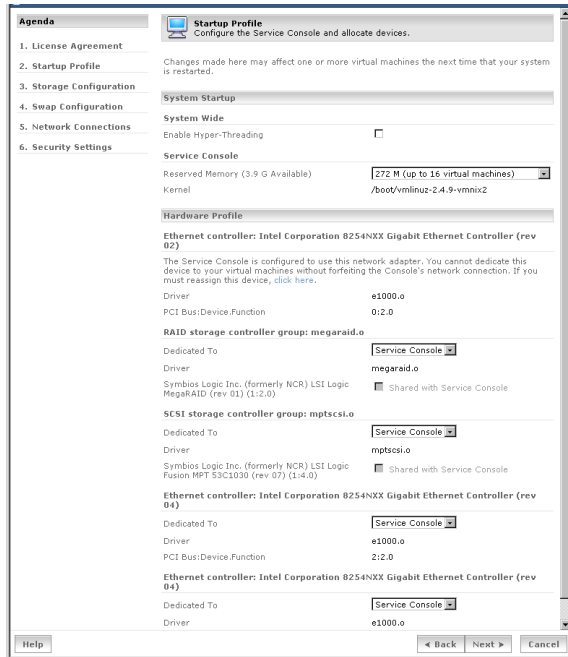 Agenda
1. License Agreement
2. Startup Profile
3. Storage Configuration
4. Swap Configuration
5. Network Connections
6. Security Settings
Startup Profile
Configure the Service Console and allocate devices.
Changes made here may affect one or more virtual machines the next time that your system
is restarted.
System Startup
System Wide
Enable Hyper-Threading
Service Console
Reserved Memory (3.9 G Available) 272 M (up to 16 virtual machines)
Kernel /boot/vmlinuz-2.4.9-vmnix2
Hardware Profile
Ethernet controller: Intel Corporation 8254NXX Gigabit Ethernet Controller (rev
02)
The Service Console is configured to use this network adapter. You cannot dedicate this
device to your virtual machines without forfeiting the Console's network connection. If you
must reassign this device, click here.
Driver e1000.o
PCI Bus:Device.Function 0:2.0
RAID storage controller group: megaraid.o
Dedicated To Service Console
Driver megaraid.o
Symbios Logic Inc. (formerly NCR) LSI Logic
MegaRAID (rev 01) (1:2.0) Shared with Service Console
SCSI storage controller group: mptscsi.o
Dedicated To Service Console
Driver mptscsi.o
Symbios Logic Inc. (formerly NCR) LSI Logic
Fusion MPT 53C1030 (rev 07) (1:4.0) Shared with Service Console
Ethernet controller: Intel Corporation 8254NXX Gigabit Ethernet Controller (rev
04)
Dedicated To Service Console
Driver e1000.o
PCI Bus:Device.Function 2:2.0
Ethernet controller: Intel Corporation 8254NXX Gigabit Ethernet Controller (rev
04)
Dedicated To Service Console
Driver e1000.o
Help Back Next Cancel